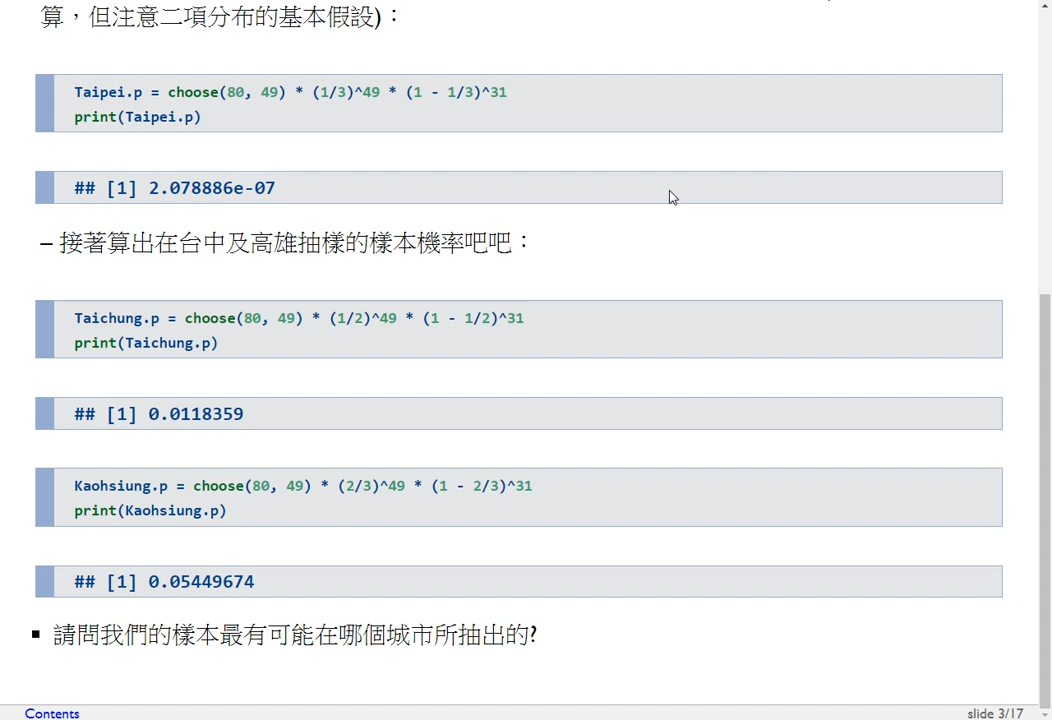 算，但注意二項分布的基本假設)：
Taipei.p = choose(80, 49) * (1/3)^49 * (1 - 1/3)^31
print(Taipei.p)
## [1] 2.078886e-07
– 接著算出在台中及高雄抽樣的樣本機率吧吧：
Taichung.p = choose(80, 49) * (1/2)^49 * (1 - 1/2)^31
print(Taichung.p)
## [1] 0.0118359
Kaohsiung.p = choose(80, 49) * (2/3)^49 * (1 - 2/3)^31
print(Kaohsiung.p)
## [1] 0.05449674
▪ 請問我們的樣本最有可能在哪個城市所抽出的?
Contents
slide 3/17